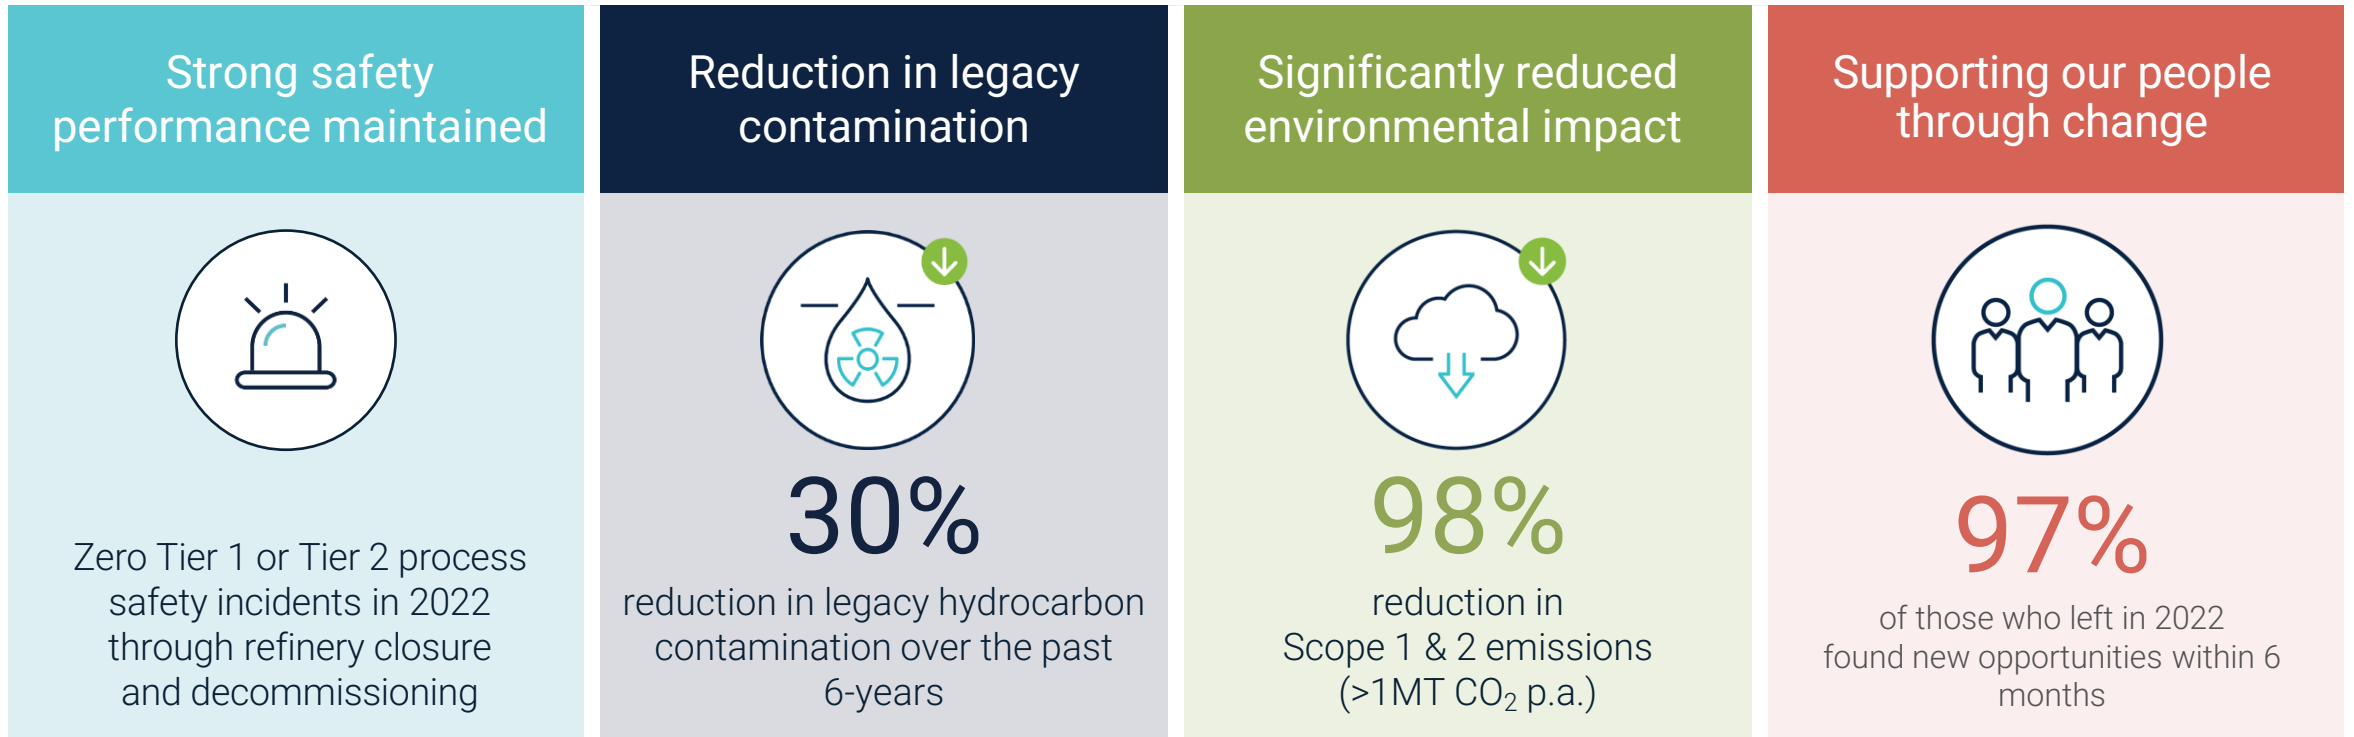 Strong safety
performance maintained
Zero Tier 1 or Tier 2 process
safety incidents in 2022
through refinery closure
and decommissioning
Reduction in legacy
contamination
30%
reduction in legacy hydrocarbon
contamination over the past
6-years
Significantly reduced
environmental impact
98%
reduction in
Scope 1 & 2 emissions
(>1MT CO₂ p.a.)
Supporting our people
through change
97%
of those who left in 2022
found new opportunities within 6
months